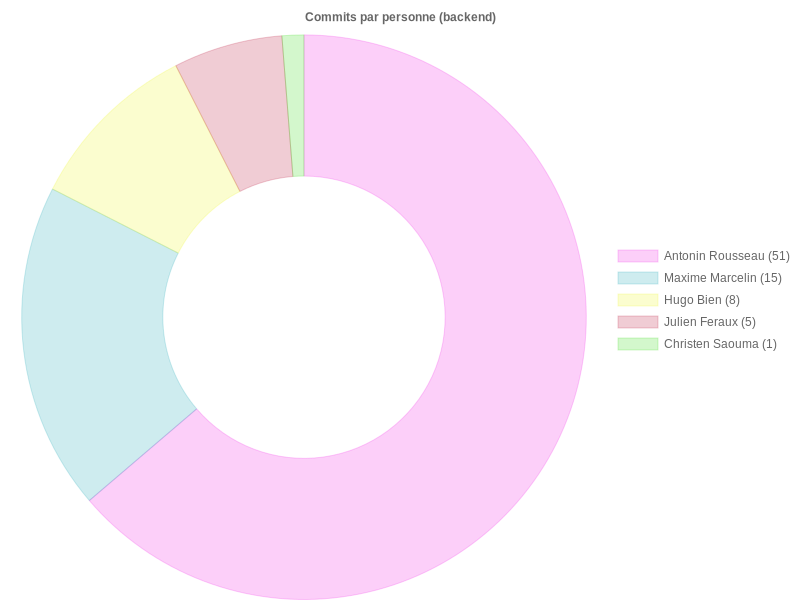 Commits par personne (backend)
Antonin Rousseau (51)
Maxime Marcelin (15)
Hugo Bien (8)
Julien Feraux (5)
Christen Saouma (1)